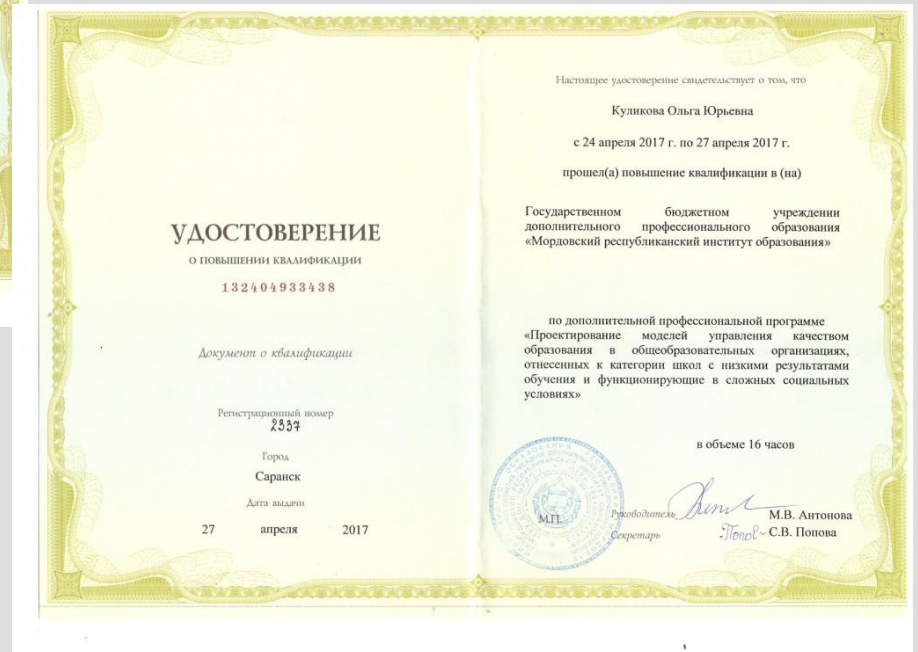 УДОСТОВЕРЕНИЕ
О ПОВЫШЕНИИ КВАЛИФИКАЦИИ
132404933438
Документ о квалификации
Регистрационный номер
2337
Город
Саранск
Дата выдачи
27 апреля 2017
Настоящее удостоверение свидетельствует о том, что
Куликова Ольга Юрьевна
с 24 апреля 2017 г. по 27 апреля 2017 г.
прошел(а) повышение квалификации в (на)
Государственном бюджетном учреждении
дополнительного профессионального образования
«Мордовский республиканский институт образования»
по дополнительной профессиональной программе
«Проектирование моделей управления качеством
образования в общеобразовательных организациях,
отнесенных к категории школ с низкими результатами
обучения и функционирующие в сложных социальных
условиях»
в объеме 16 часов
М.П.
Руководитель М.В. Антонова
Секретарь Попов С.В. Попова